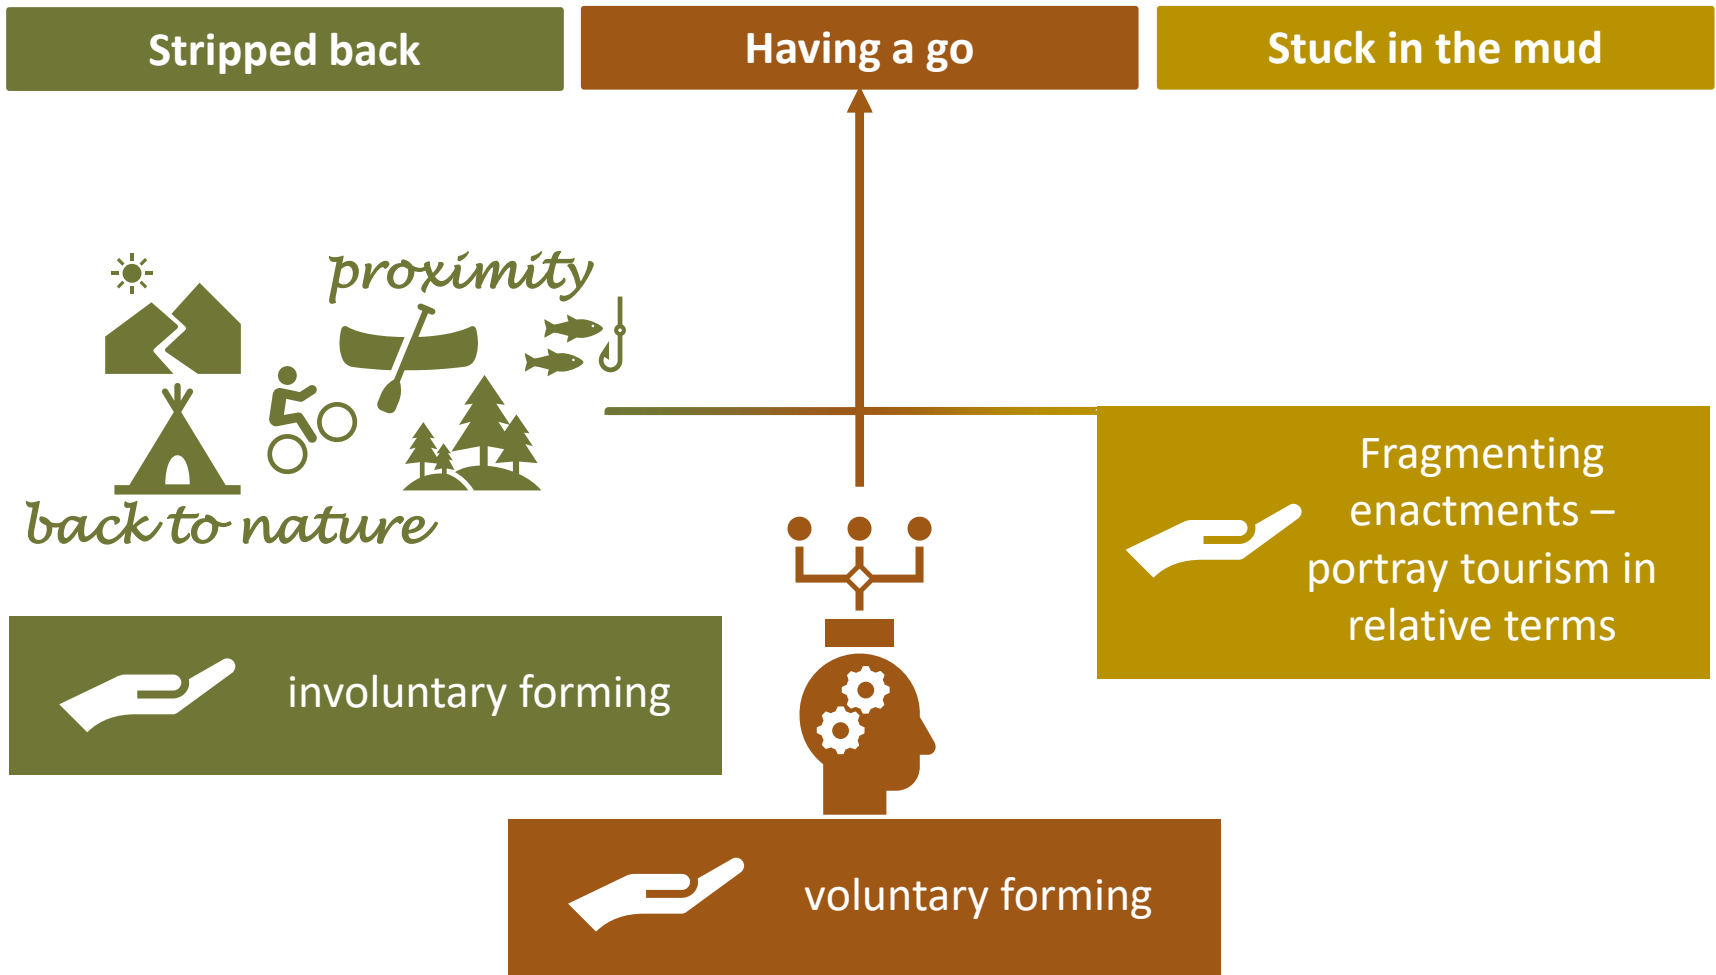 Stripped back
Having a go
Stuck in the mud
proximity
back to nature
Fragmenting
enactments –
portray tourism in
relative terms
involuntary forming
voluntary forming